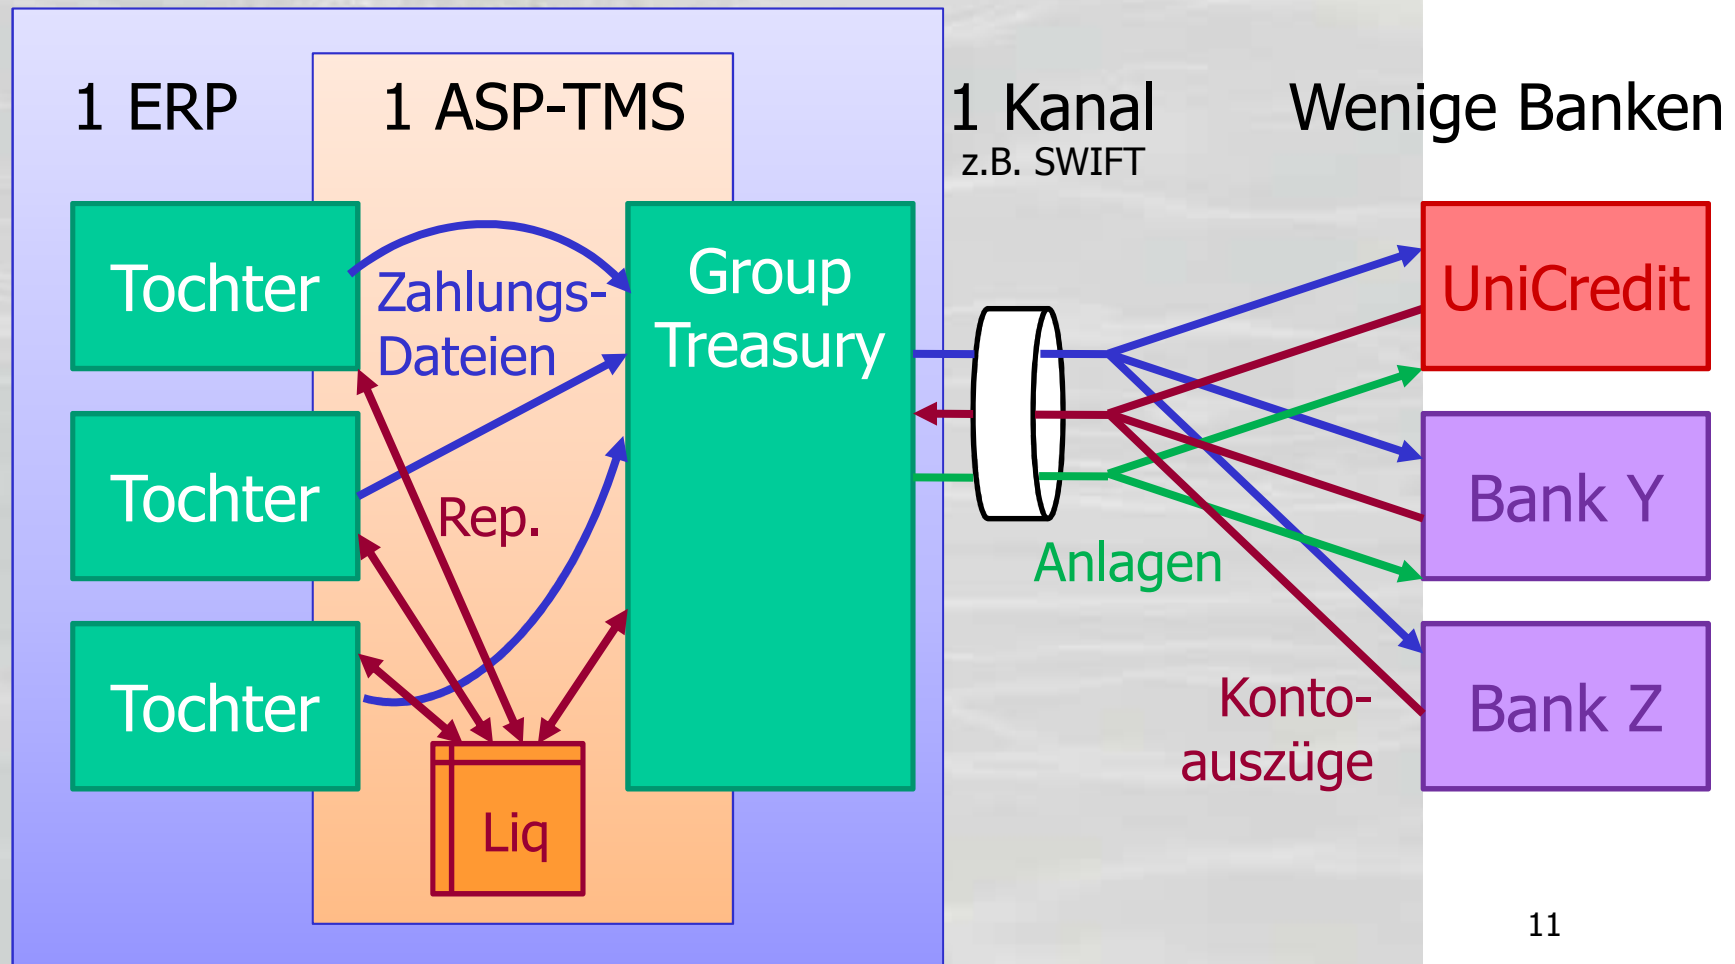 1 ERP
1 ASP-TMS
1 Kanal
z.B. SWIFT
Wenige Banken
Tochter
Tochter
Tochter
Zahlungs-
Dateien
Rep.
Liq
Group
Treasury
Anlagen
Konto-
auszüge
UniCredit
Bank Y
Bank Z
11